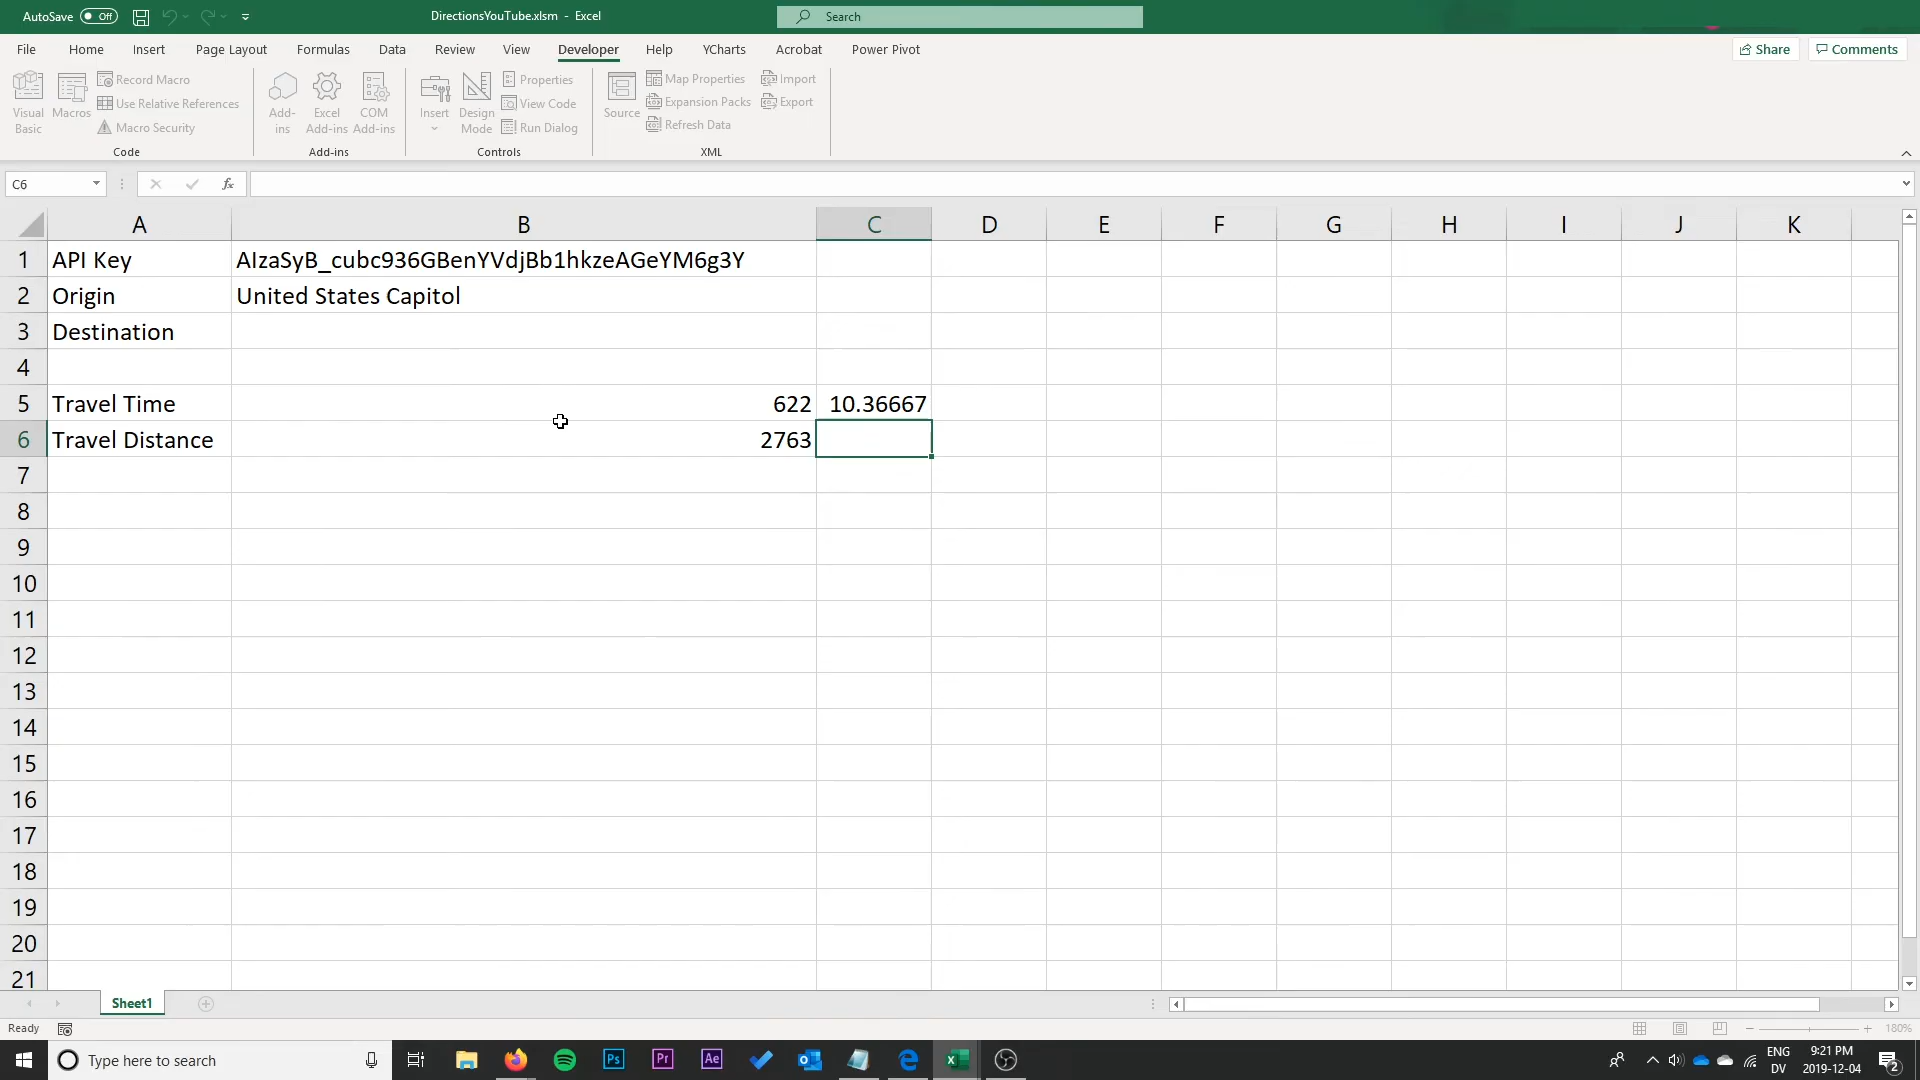 AutoSave Off DirectionsYouTube.xlsm - Excel Search
File Home Insert Page Layout Formulas Data Review View Developer Help YCharts Acrobat Power Pivot Share Comments
Visual Basic
Macros
Record Macro
Use Relative References
Macro Security
Code
Add-ins
Excel Add-ins
COM Add-ins
Add-ins
Insert
Design Mode
Properties
View Code
Run Dialog
Controls
Source
Map Properties
Expansion Packs
Refresh Data
Import
Export
XML
C6 fx
A B C D E F G H I J K
1 API Key AIzaSyB_cubc936GBenYVdjBb1hkzeAGeYM6g3Y
2 Origin United States Capitol
3 Destination
4
5 Travel Time 622 10.36667
6 Travel Distance 2763
7
8
9
10
11
12
13
14
15
16
17
18
19
20
21
Sheet1
Ready 180%
Type here to search Ps Pr Ae ENG DV 9:21 PM 2019-12-04 2